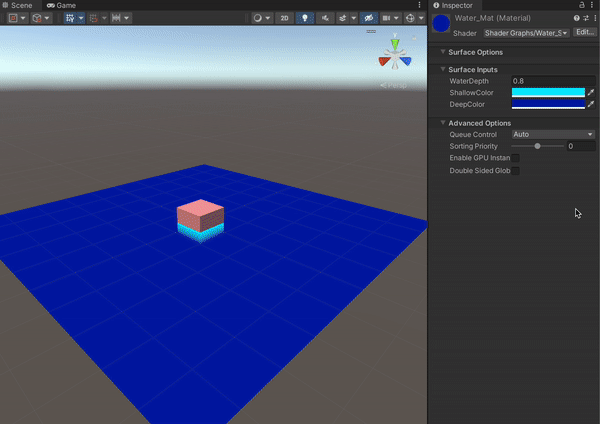 Scene Game
2D
Persp
Inspector
Water_Mat (Material)
Shader Shader Graphs/Water_S Edit...
Surface Options
Surface Inputs
WaterDepth 0.8
ShallowColor
DeepColor
Advanced Options
Queue Control Auto
Sorting Priority 0
Enable GPU Instan
Double Sided Glob